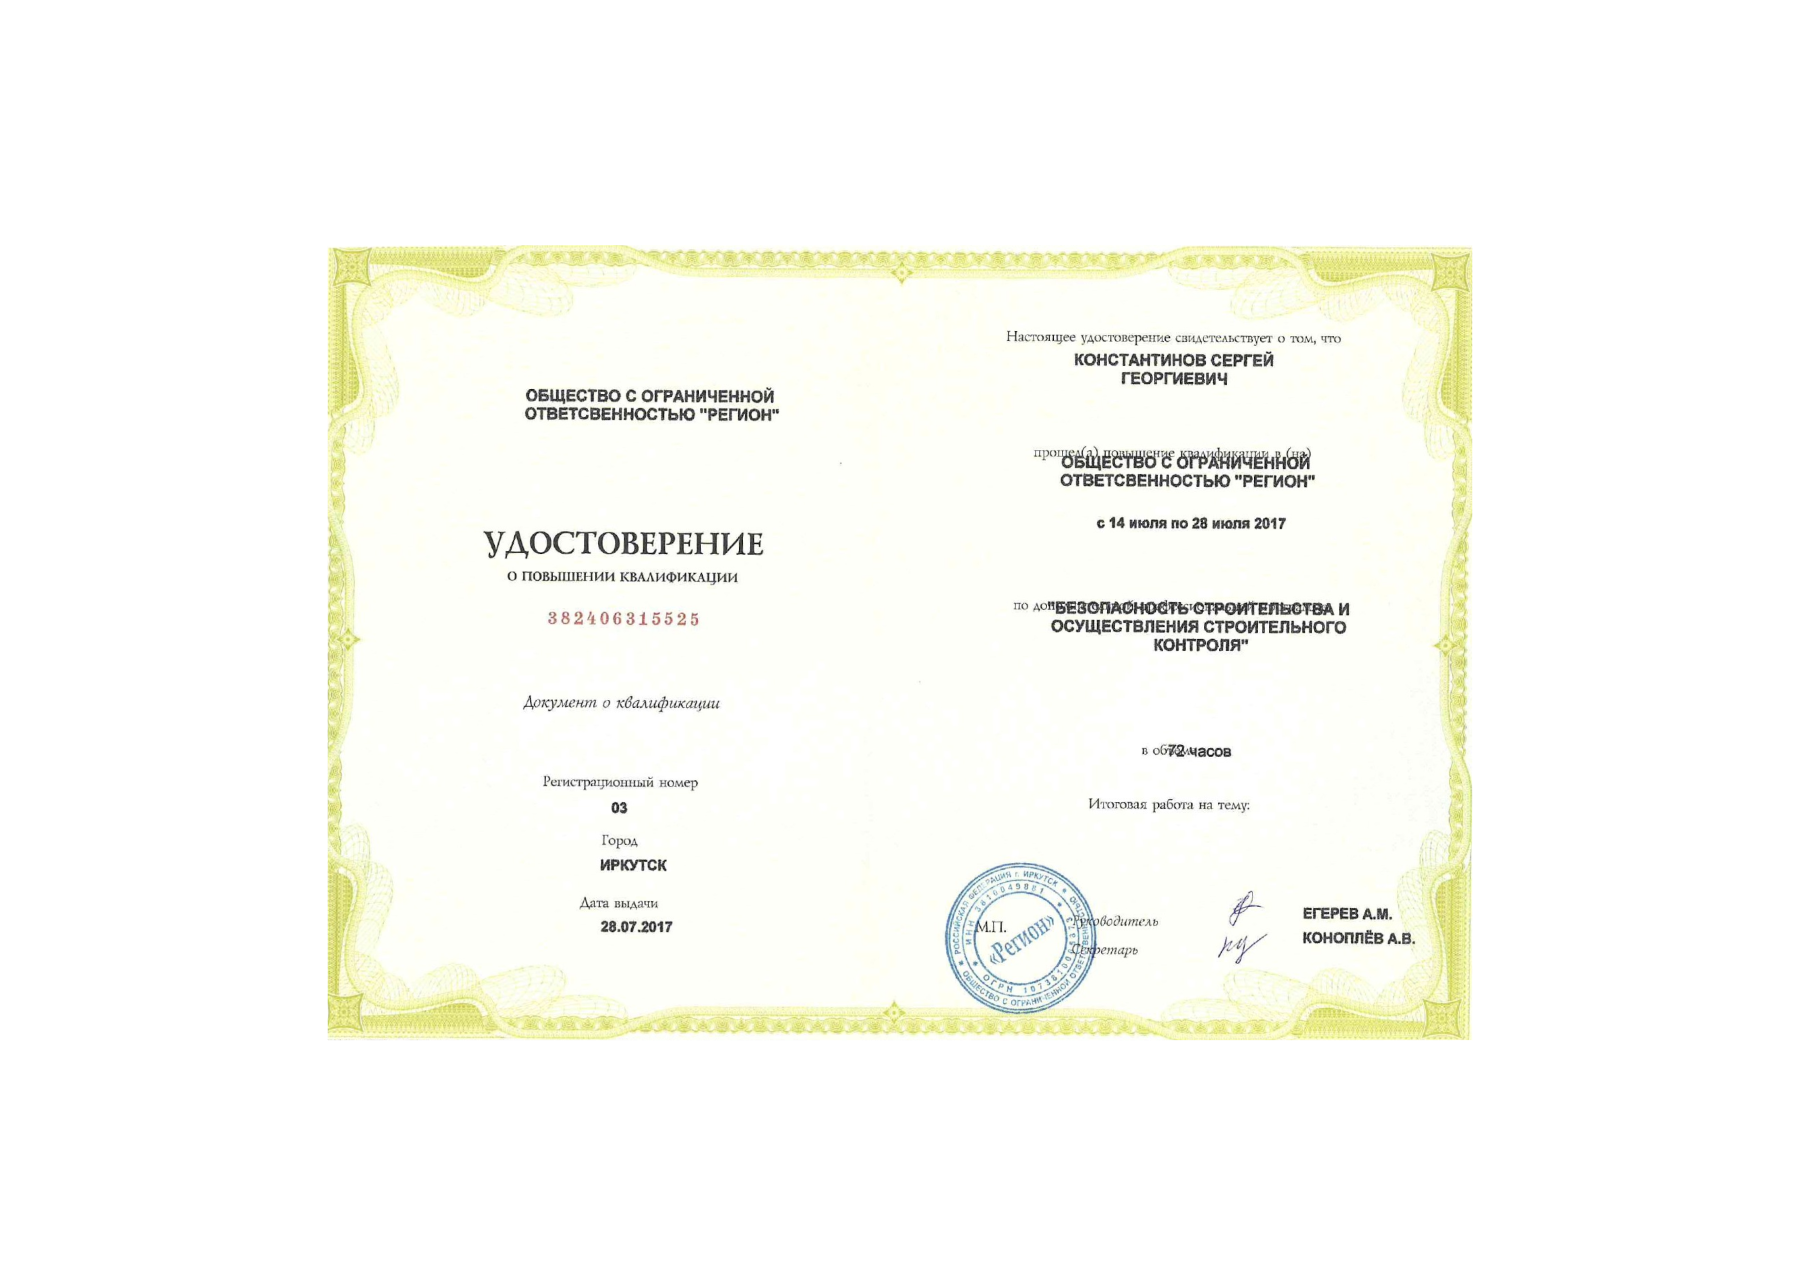 ОБЩЕСТВО С ОГРАНИЧЕННОЙ
ОТВЕТСВЕННОСТЬЮ "РЕГИОН"
УДОСТОВЕРЕНИЕ
О ПОВЫШЕНИИ КВАЛИФИКАЦИИ
382406315525
Документ о квалификации
Регистрационный номер
03
Город
ИРКУТСК
Дата выдачи
28.07.2017
Настоящее удостоверение свидетельствует о том, что
КОНСТАНТИНОВ СЕРГЕЙ
ГЕОРГИЕВИЧ
прошел(а) повышение квалификации в (на)
ОБЩЕСТВО С ОГРАНИЧЕННОЙ
ОТВЕТСВЕННОСТЬЮ "РЕГИОН"
с 14 июля по 28 июля 2017
по
"БЕЗОПАСНОСТЬ СТРОИТЕЛЬСТВА И
ОСУЩЕСТВЛЕНИЯ СТРОИТЕЛЬНОГО
КОНТРОЛЯ"
в объеме 72 часов
Итоговая работа на тему:
М.П.
Руководитель
ЕГЕРЕВ А.М.
Секретарь
КОНОПЛЁВ А.В.
РОССИЙСКАЯ ФЕДЕРАЦИЯ г. ИРКУТСК
ОБЩЕСТВО С ОГРАНИЧЕННОЙ ОТВЕТСТВЕННОСТЬЮ
ИНН
ОГРН
«Регион»